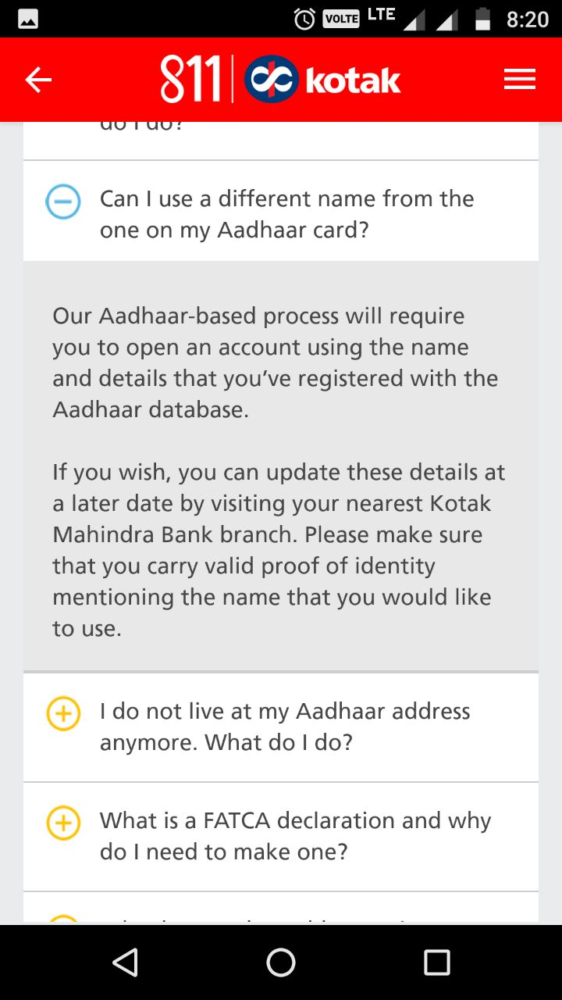 VOLTE LTE 8:20
811 kotak
do I do?
Can I use a different name from the
one on my Aadhaar card?
Our Aadhaar-based process will require
you to open an account using the name
and details that you’ve registered with the
Aadhaar database.
If you wish, you can update these details at
a later date by visiting your nearest Kotak
Mahindra Bank branch. Please make sure
that you carry valid proof of identity
mentioning the name that you would like
to use.
I do not live at my Aadhaar address
anymore. What do I do?
What is a FATCA declaration and why
do I need to make one?